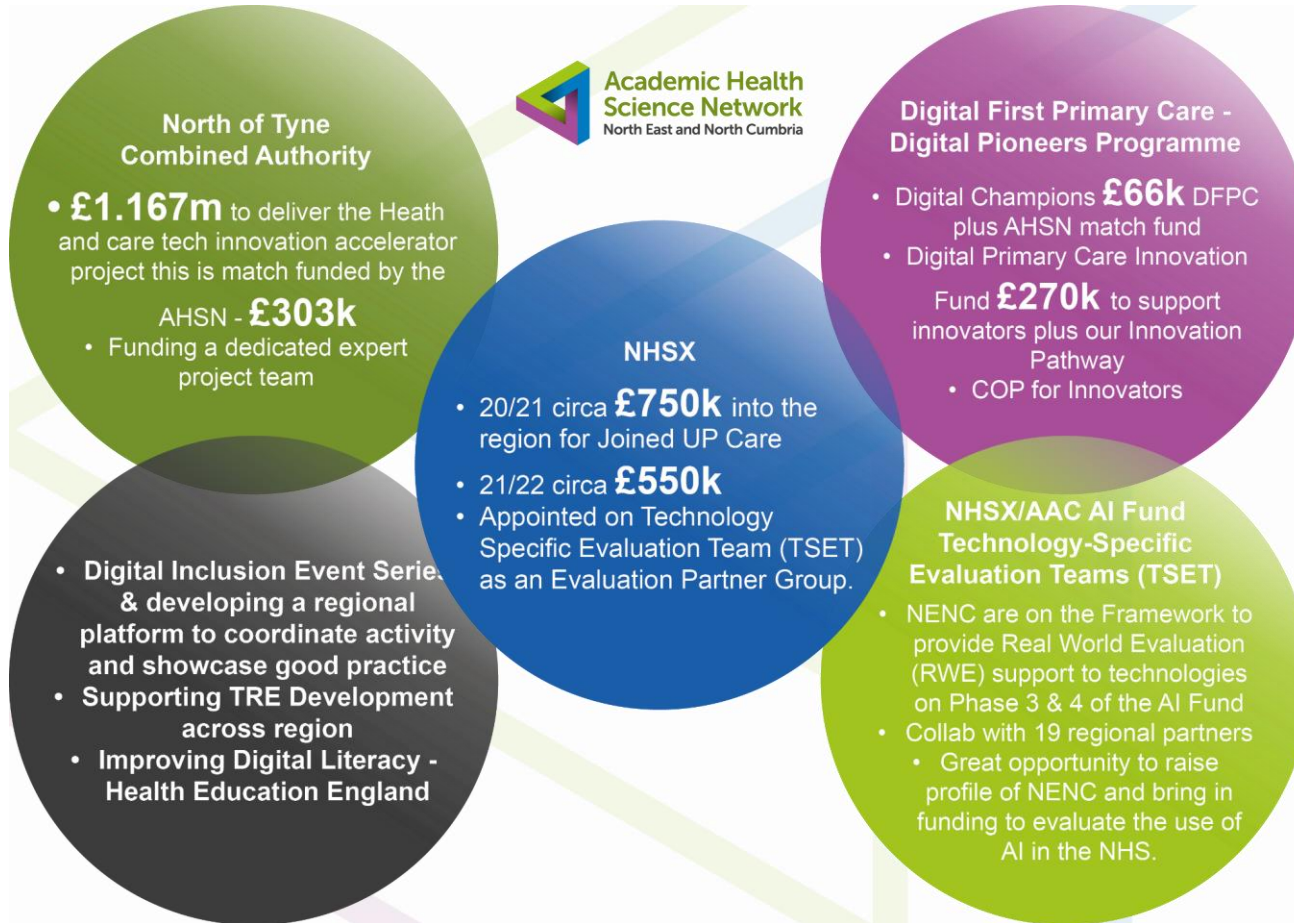 Academic Health
Science Network
North East and North Cumbria
North of Tyne
Combined Authority
• £1.167m to deliver the Heath
and care tech innovation accelerator
project this is match funded by the
AHSN - £303k
• Funding a dedicated expert
project team
Digital First Primary Care -
Digital Pioneers Programme
• Digital Champions £66k DFPC
plus AHSN match fund
• Digital Primary Care Innovation
Fund £270k to support
innovators plus our Innovation
Pathway
• COP for Innovators
NHSX
• 20/21 circa £750k into the
region for Joined UP Care
• 21/22 circa £550k
• Appointed on Technology
Specific Evaluation Team (TSET)
as an Evaluation Partner Group.
• Digital Inclusion Event Series
& developing a regional
platform to coordinate activity
and showcase good practice
• Supporting TRE Development
across region
• Improving Digital Literacy -
Health Education England
NHSX/AAC AI Fund
Technology-Specific
Evaluation Teams (TSET)
• NENC are on the Framework to
provide Real World Evaluation
(RWE) support to technologies
on Phase 3 & 4 of the AI Fund
• Collab with 19 regional partners
• Great opportunity to raise
profile of NENC and bring in
funding to evaluate the use of
AI in the NHS.